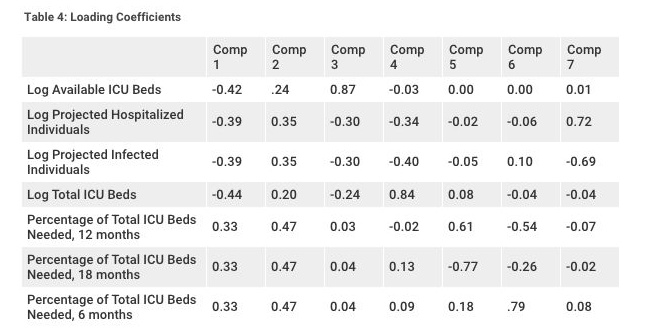 Table 4: Loading Coefficients
Comp 1 Comp 2 Comp 3 Comp 4 Comp 5 Comp 6 Comp 7
Log Available ICU Beds -0.42 .24 0.87 -0.03 0.00 0.00 0.01
Log Projected Hospitalized Individuals -0.39 0.35 -0.30 -0.34 -0.02 -0.06 0.72
Log Projected Infected Individuals -0.39 0.35 -0.30 -0.40 -0.05 0.10 -0.69
Log Total ICU Beds -0.44 0.20 -0.24 0.84 0.08 -0.04 -0.04
Percentage of Total ICU Beds Needed, 12 months 0.33 0.47 0.03 -0.02 0.61 -0.54 -0.07
Percentage of Total ICU Beds Needed, 18 months 0.33 0.47 0.04 0.13 -0.77 -0.26 -0.02
Percentage of Total ICU Beds Needed, 6 months 0.33 0.47 0.04 0.09 0.18 .79 0.08